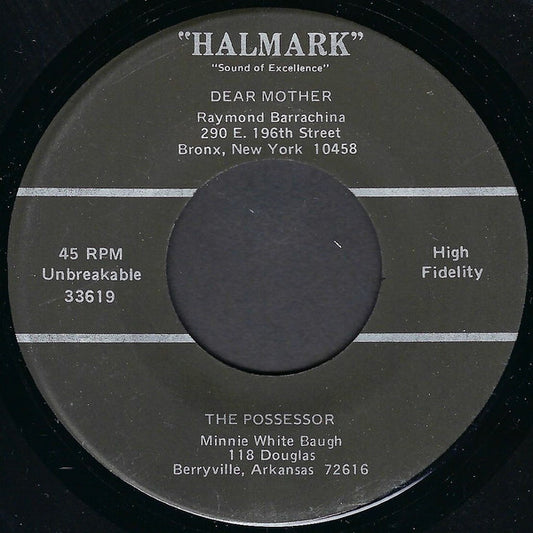 "HALMARK"
"Sound of Excellence"
DEAR MOTHER
Raymond Barrachina
290 E. 196th Street
Bronx, New York 10458
45 RPM
Unbreakable
33619
High
Fidelity
THE POSSESSOR
Minnie White Baugh
118 Douglas
Berryville, Arkansas 72616